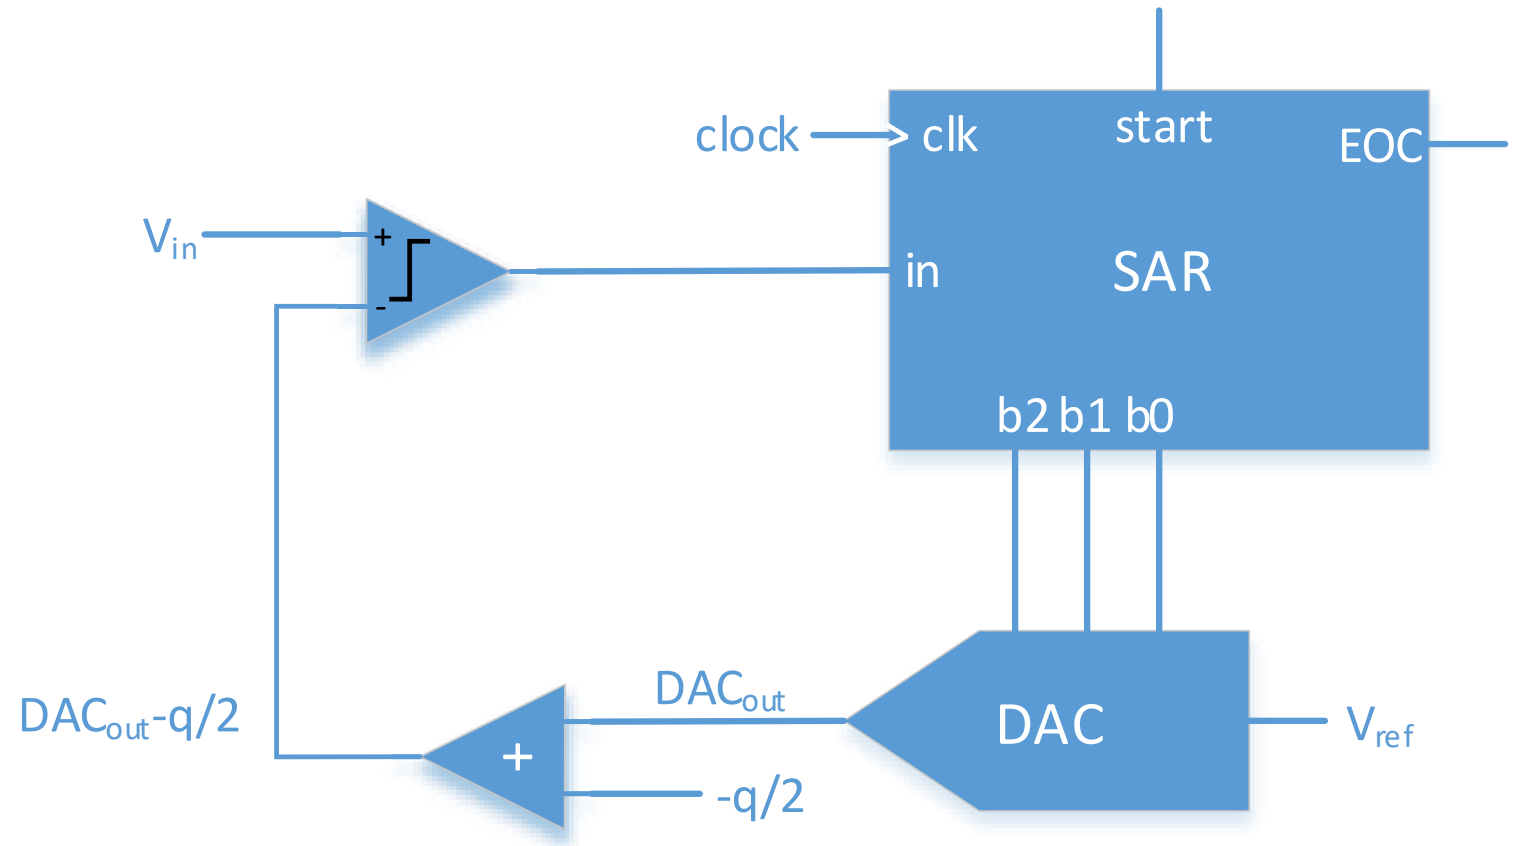 clock
clk
start
EOC
Vin
+
-
in
SAR
b2 b1 b0
DACout
DACout-q/2
+
DAC
Vref
-q/2